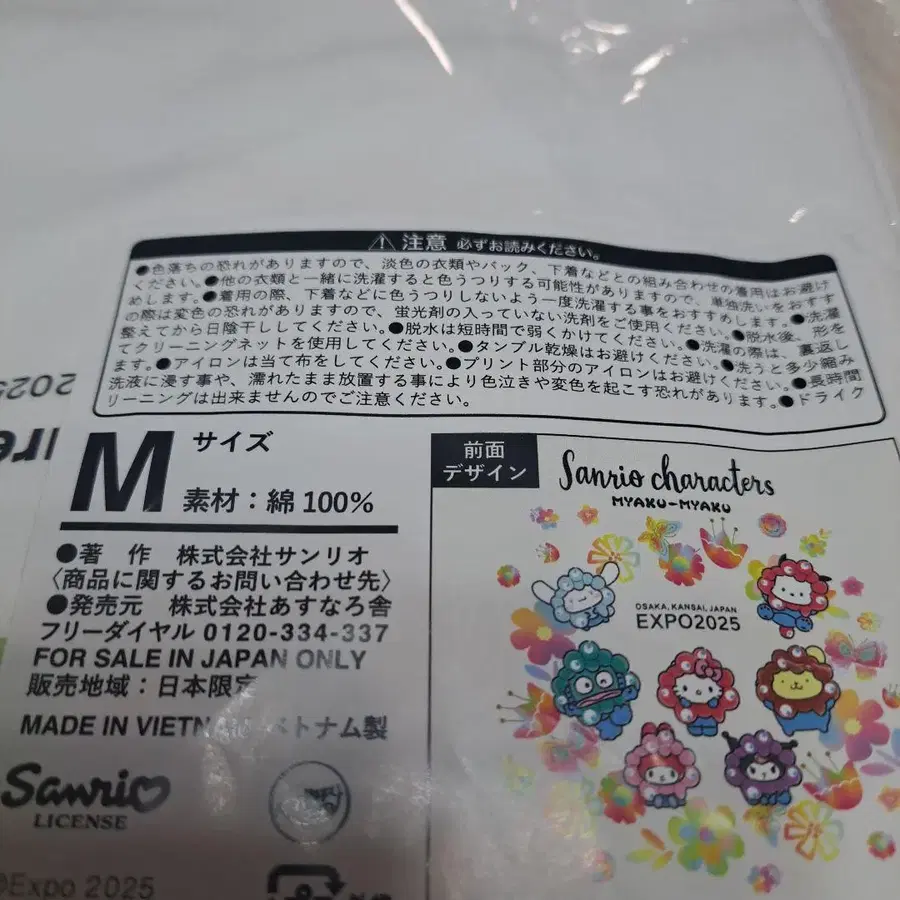 注意 必ずお読みください。
●色落ちの恐れがありますので、淡色の衣類やバック、下着などとの組み合わせの着用はお避け
ください。●他の衣類と一緒に洗濯すると色うつりする可能性がありますので、単独洗いをおすす
めします。●着用の際、下着などに色うつりしないよう一度洗濯する事をおすすめします。●洗濯
の際は変色の恐れがありますので、蛍光剤の入っていない洗剤をご使用ください。●脱水後、形を
整えてから日陰干ししてください。●脱水は短時間で弱くかけてください。●洗濯の際は、裏返し
てクリーニングネットを使用してください。●タンブル乾燥はお避けください。●洗うと多少縮み
ます。●アイロンは当て布をしてください。●プリント部分のアイロンはお避けください。●長時間
洗液に浸す事や、濡れたまま放置する事により色泣きや変色を起こす恐れがあります。●ドライク
リーニングは出来ませんのでご注意ください。
2025
M サイズ
素材：綿100%
●著 作 株式会社サンリオ
〈商品に関するお問い合わせ先〉
●発売元 株式会社あすなろ舎
フリーダイヤル 0120-334-337
FOR SALE IN JAPAN ONLY
販売地域：日本限定
MADE IN VIETNAM ベトナム製
Sanrio
LICENSE
©Expo 2025
前面
デザイン
Sanrio characters
MYAKU-MYAKU
OSAKA, KANSAI, JAPAN
EXPO2025